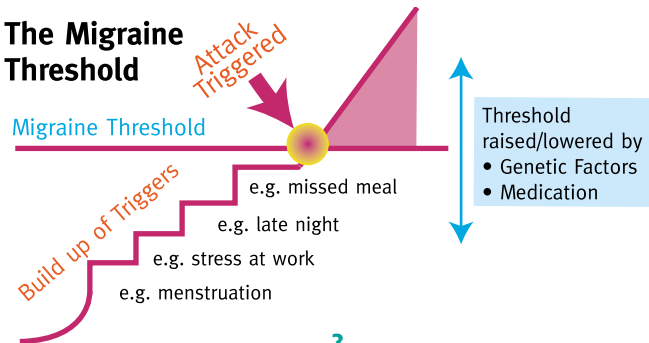 The Migraine
Threshold
Attack
Triggered
Migraine Threshold
Build up of Triggers
e.g. missed meal
e.g. late night
e.g. stress at work
e.g. menstruation
Threshold
raised/lowered by
• Genetic Factors
• Medication